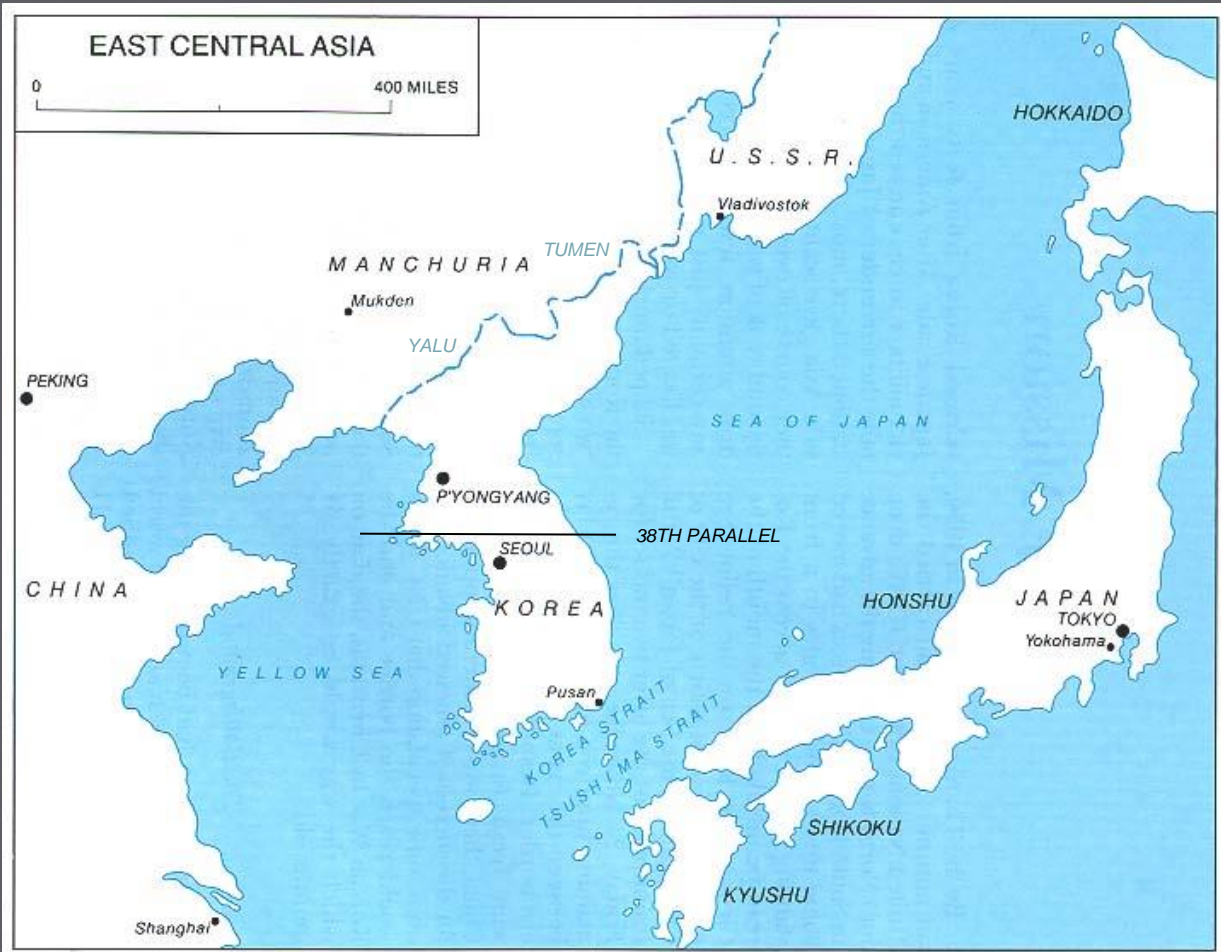 EAST CENTRAL ASIA
0 400 MILES
HOKKAIDO
U.S.S.R.
Vladivostok
TUMEN
MANCHURIA
Mukden
YALU
PEKING
SEA OF JAPAN
P'YONGYANG
38TH PARALLEL
SEOUL
CHINA
KOREA
HONSHU
JAPAN
TOKYO
Yokohama
YELLOW SEA
Pusan
KOREA STRAIT
TSUSHIMA STRAIT
SHIKOKU
KYUSHU
Shanghai